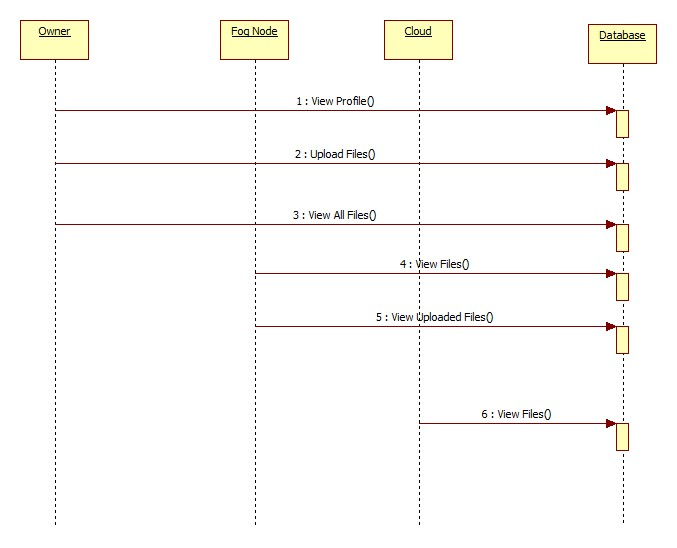 Owner
Fog Node
Cloud
Database
1 : View Profile()
2 : Upload Files()
3 : View All Files()
4 : View Files()
5 : View Uploaded Files()
6 : View Files()